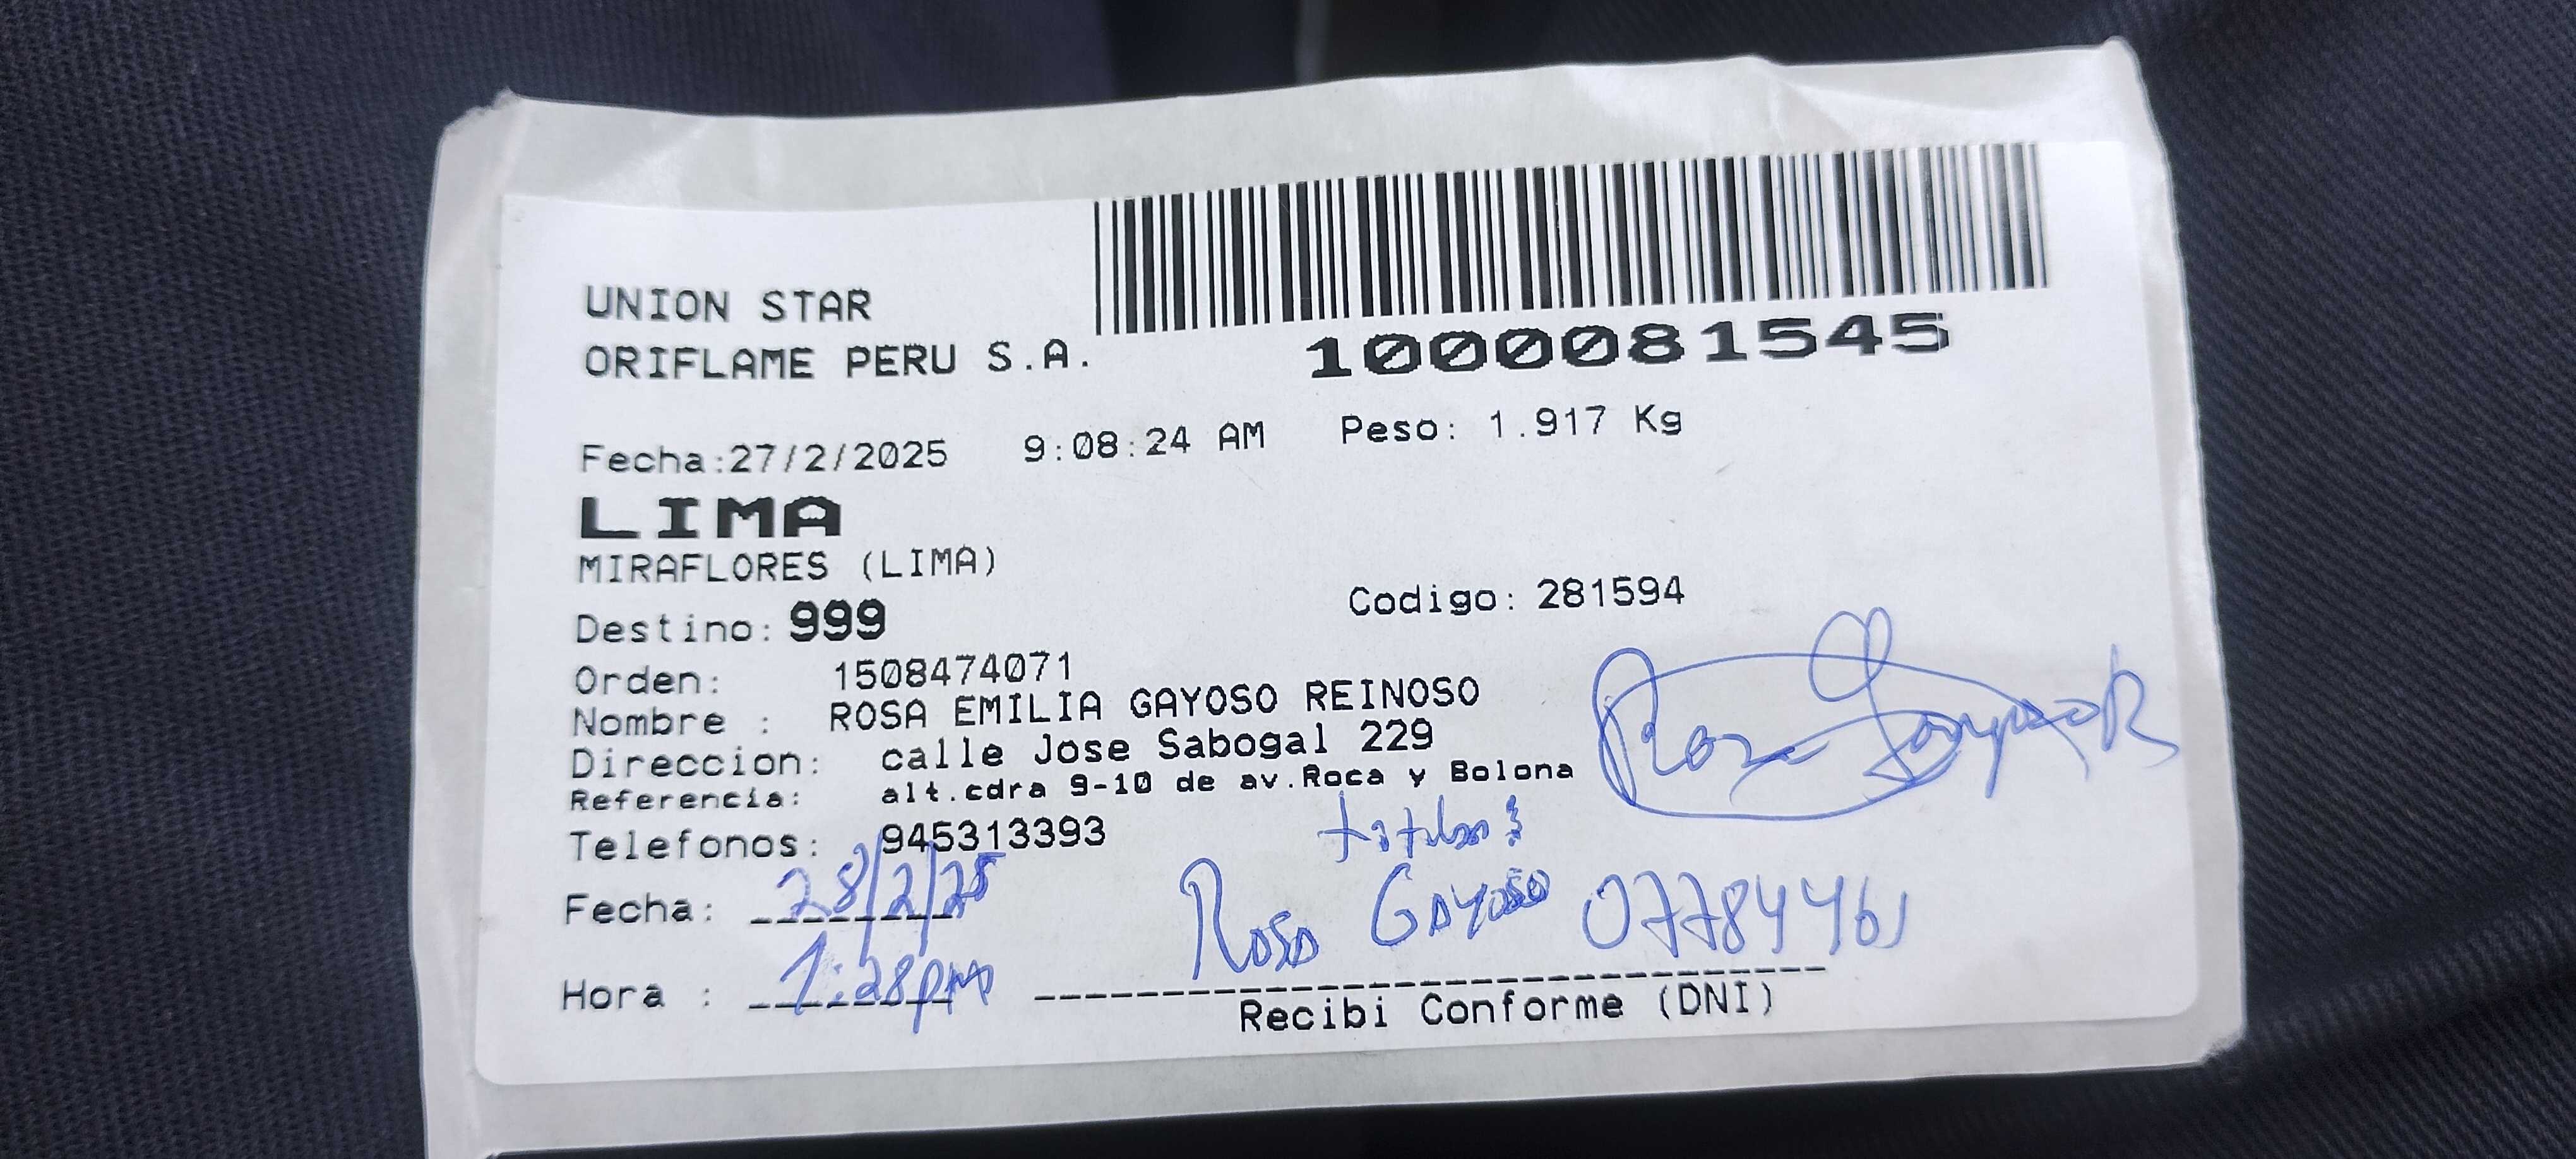 UNION STAR
ORIFLAME PERU S.A.
1000081545
Fecha:27/2/2025 9:08:24 AM Peso: 1.917 Kg
LIMA
MIRAFLORES (LIMA)
Destino: 999 Codigo: 281594
Orden: 1508474071
Nombre : ROSA EMILIA GAYOSO REINOSO
Direccion: calle Jose Sabogal 229
Referencia: alt.cdra 9-10 de av.Roca y Bolona
Telefonos: 945313393
Rosa Gayoso R
titular
Fecha: 28/2/25
Rosa Gayoso 07784461
Hora : 1:28pm
Recibi Conforme (DNI)